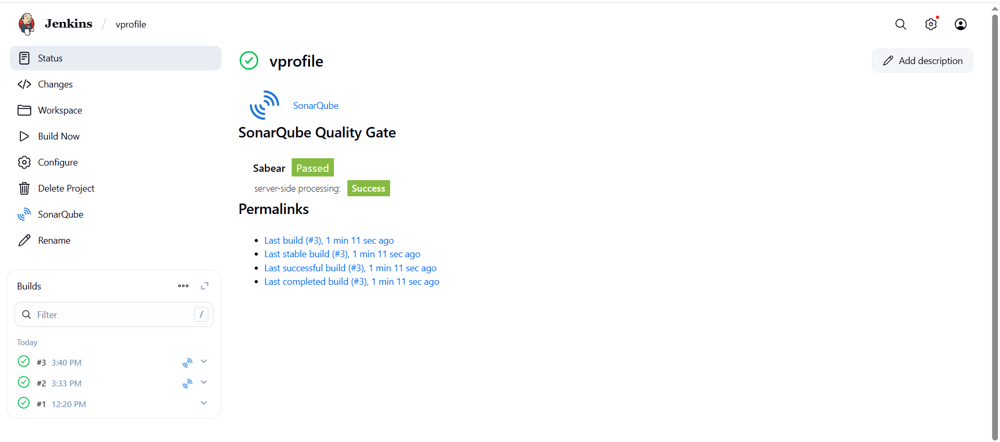 Jenkins / vprofile
Status
Changes
Workspace
Build Now
Configure
Delete Project
SonarQube
Rename
Builds
Filter /
Today
#3 3:40 PM
#2 3:33 PM
#1 12:20 PM
vprofile
Add description
SonarQube
SonarQube Quality Gate
Sabear Passed
server-side processing: Success
Permalinks
Last build (#3), 1 min 11 sec ago
Last stable build (#3), 1 min 11 sec ago
Last successful build (#3), 1 min 11 sec ago
Last completed build (#3), 1 min 11 sec ago